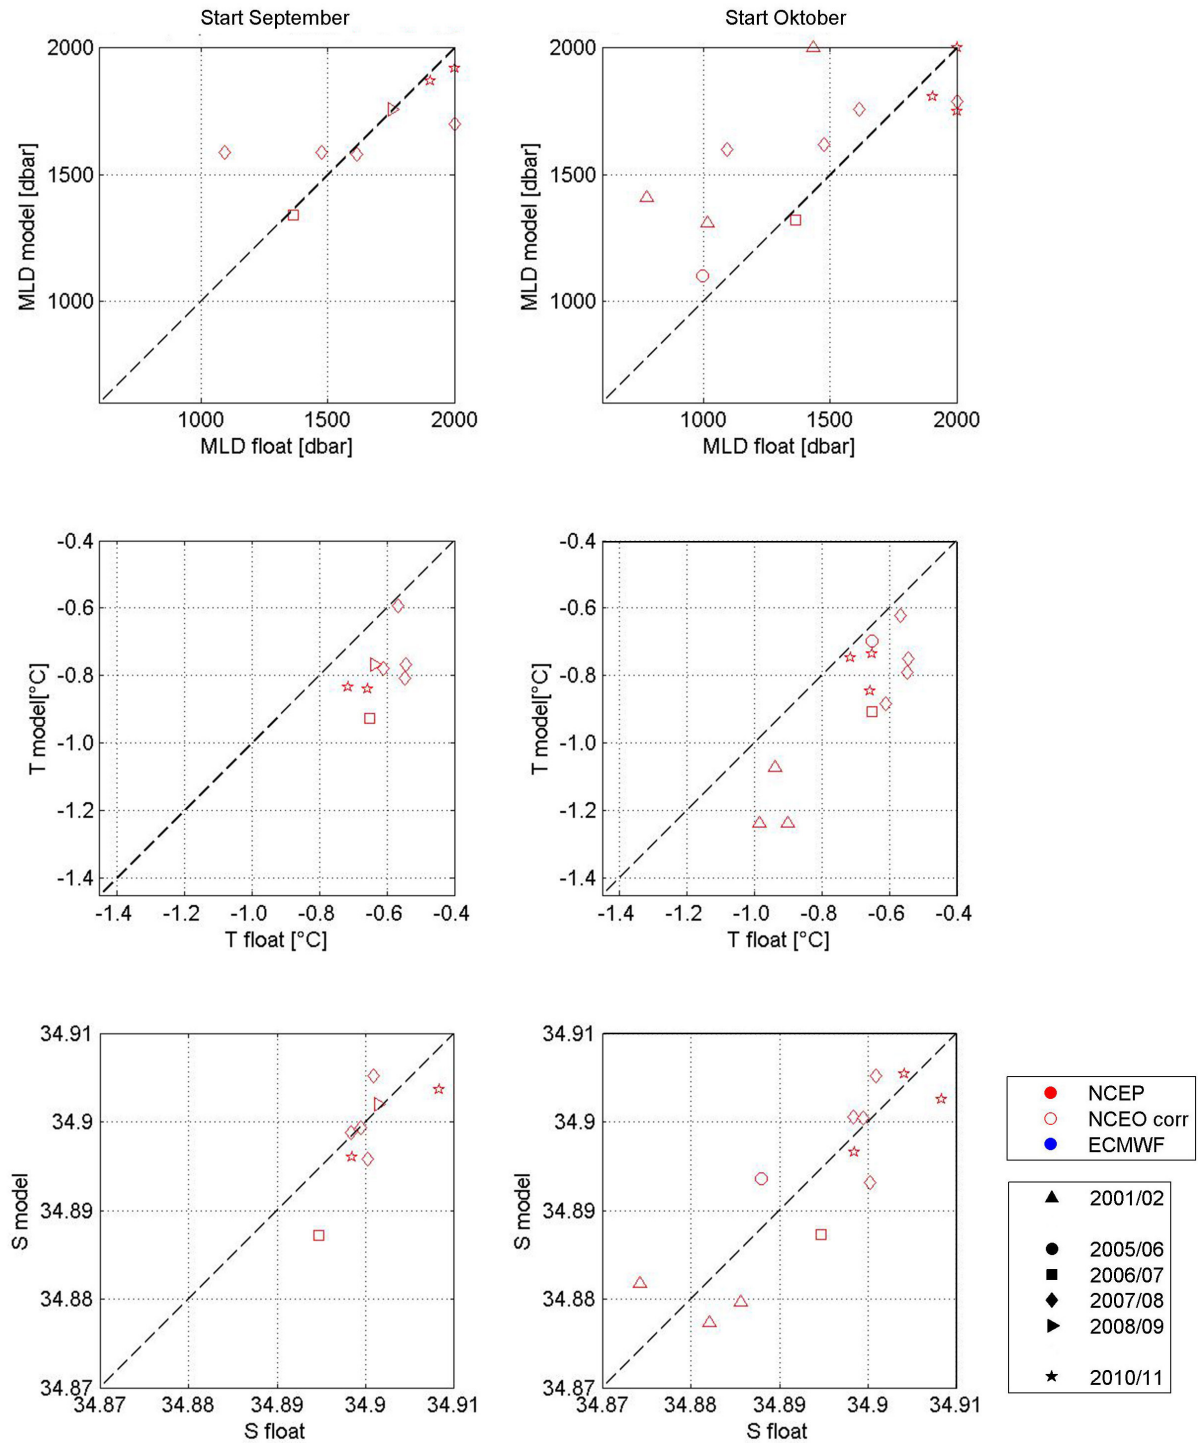 Start September
Start Oktober
2000
1500
1000
MLD model [dbar]
1000 1500 2000
MLD float [dbar]
2000
1500
1000
MLD model [dbar]
1000 1500 2000
MLD float [dbar]
-0.4
-0.6
-0.8
-1.0
-1.2
-1.4
T model[°C]
-1.4 -1.2 -1.0 -0.8 -0.6 -0.4
T float [°C]
-0.4
-0.6
-0.8
-1.0
-1.2
-1.4
T model[°C]
-1.4 -1.2 -1.0 -0.8 -0.6 -0.4
T float [°C]
34.91
34.9
34.89
34.88
34.87
S model
34.87 34.88 34.89 34.9 34.91
S float
34.91
34.9
34.89
34.88
34.87
S model
34.87 34.88 34.89 34.9 34.91
S float
NCEP
NCEO corr
ECMWF
2001/02
2005/06
2006/07
2007/08
2008/09
2010/11